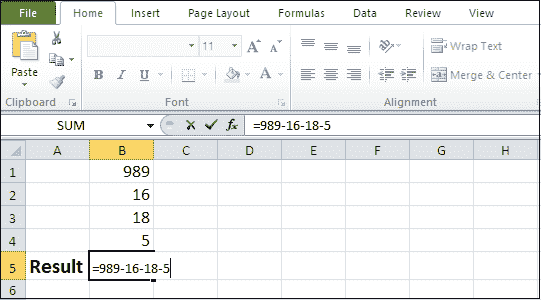 File Home Insert Page Layout Formulas Data Review View
Paste 11 A A Wrap Text
B I U A Merge & Center
Clipboard Font Alignment
SUM fx =989-16-18-5
A B C D E F G H
1 989
2 16
3 18
4 5
5 Result =989-16-18-5
6